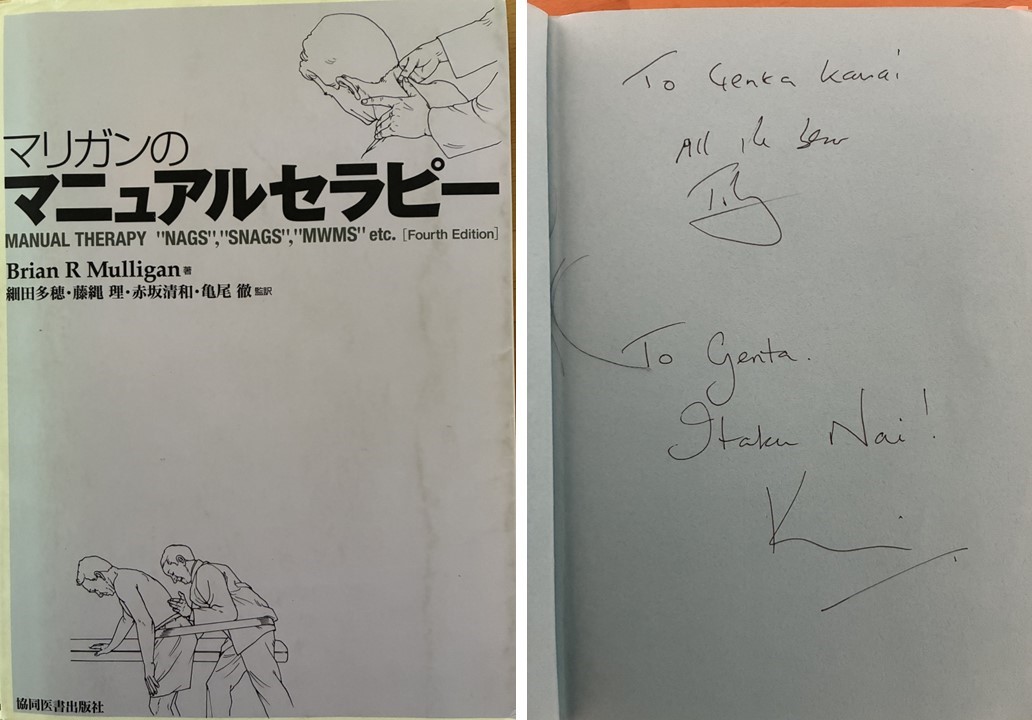 マリガンの
マニュアルセラピー
MANUAL THERAPY "NAGS","SNAGS","MWMS" etc. [Fourth Edition]
Brian R Mulligan 著
細田多穂・藤縄 理・赤坂清和・亀尾 徹 監訳
協同医書出版社
To Genta Kanai
All the best
To Genta.
Itaku Nai!